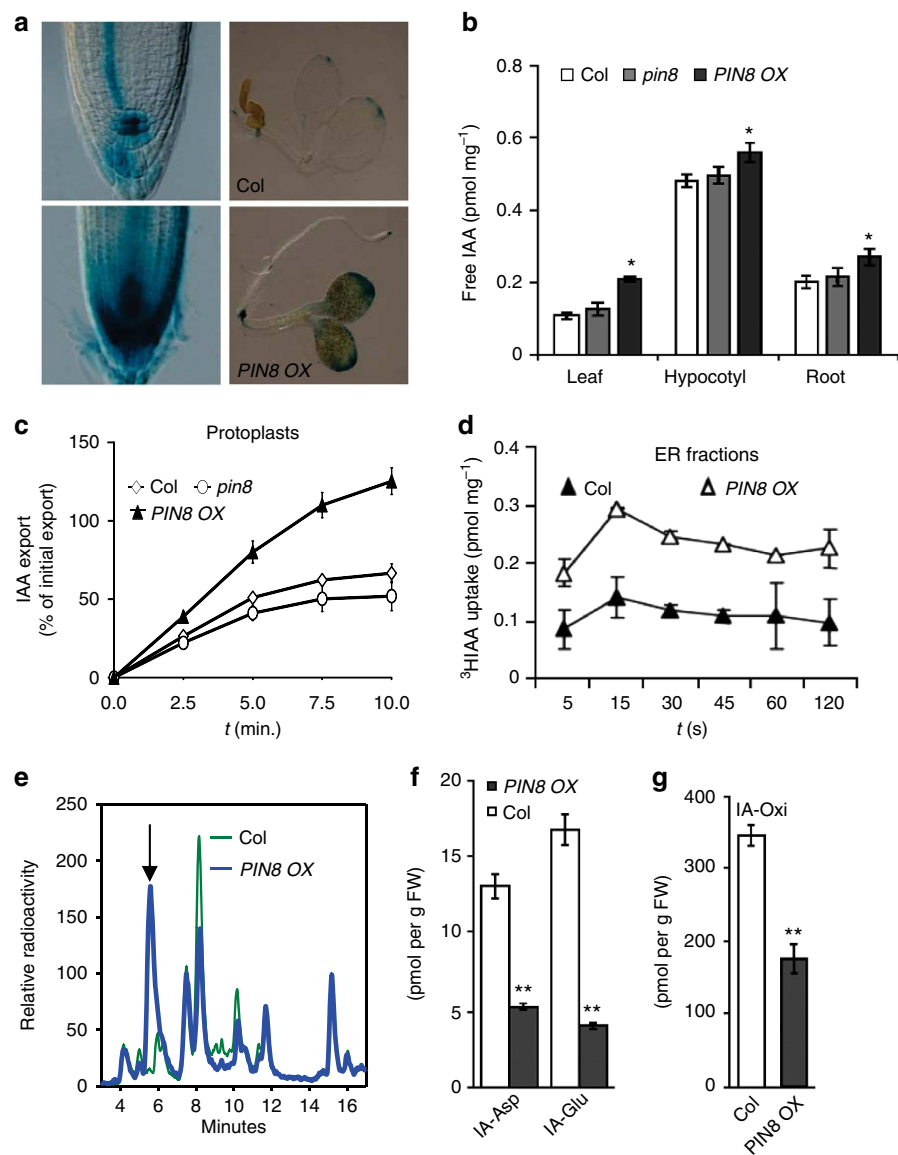 a
Col
PIN8 OX
b
Col pin8 PIN8 OX
Free IAA (pmol mg⁻¹)
0.8
0.6
0.4
0.2
0
*
*
*
Leaf Hypocotyl Root
c
Protoplasts
Col pin8
PIN8 OX
IAA export
(% of initial export)
150
100
50
0
0.0 2.5 5.0 7.5 10.0
t (min.)
d
ER fractions
Col PIN8 OX
³HIAA uptake (pmol mg⁻¹)
0.4
0.3
0.2
0.1
0
5 15 30 45 60 120
t (s)
e
Col
PIN8 OX
Relative radioactivity
250
200
150
100
50
0
4 6 8 10 12 14 16
Minutes
f
PIN8 OX
Col
(pmol per g FW)
20
15
10
5
0
**
**
IA-Asp IA-Glu
g
IA-Oxi
(pmol per g FW)
400
300
200
100
0
**
Col PIN8 OX